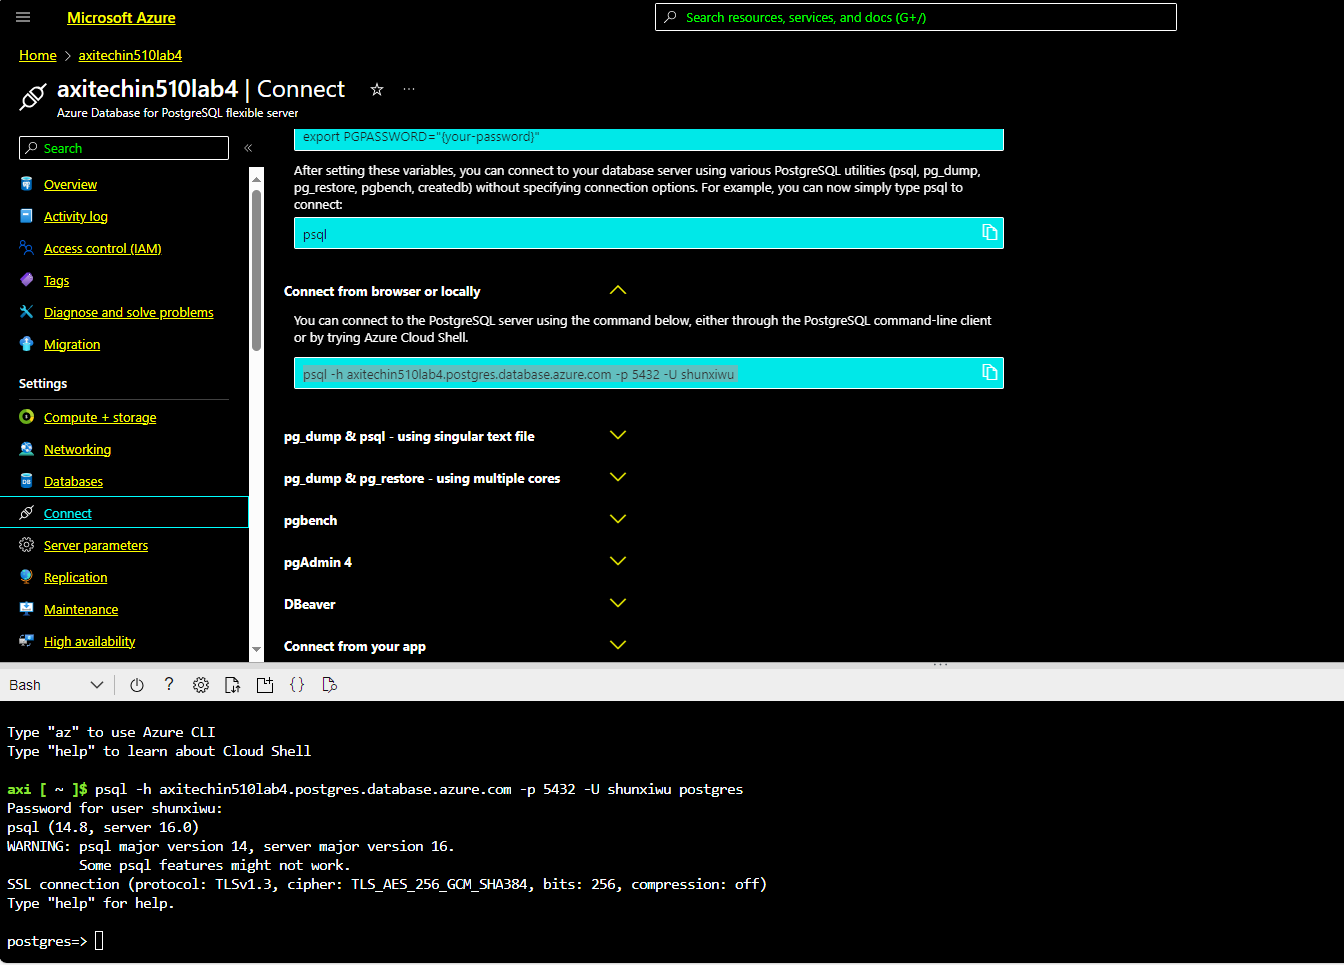 Microsoft Azure
Search resources, services, and docs (G+/)
Home > axitechin510lab4
axitechin510lab4 | Connect
Azure Database for PostgreSQL flexible server
Search
Overview
Activity log
Access control (IAM)
Tags
Diagnose and solve problems
Migration
Settings
Compute + storage
Networking
Databases
Connect
Server parameters
Replication
Maintenance
High availability
export PGPASSWORD="{your-password}"
After setting these variables, you can connect to your database server using various PostgreSQL utilities (psql, pg_dump,
pg_restore, pgbench, createdb) without specifying connection options. For example, you can now simply type psql to
connect:
psql
Connect from browser or locally
You can connect to the PostgreSQL server using the command below, either through the PostgreSQL command-line client
or by trying Azure Cloud Shell.
psql -h axitechin510lab4.postgres.database.azure.com -p 5432 -U shunxiwu
pg_dump & psql - using singular text file
pg_dump & pg_restore - using multiple cores
pgbench
pgAdmin 4
DBeaver
Connect from your app
Bash
Type "az" to use Azure CLI
Type "help" to learn about Cloud Shell
axi [ ~ ]$ psql -h axitechin510lab4.postgres.database.azure.com -p 5432 -U shunxiwu postgres
Password for user shunxiwu:
psql (14.8, server 16.0)
WARNING: psql major version 14, server major version 16.
Some psql features might not work.
SSL connection (protocol: TLSv1.3, cipher: TLS_AES_256_GCM_SHA384, bits: 256, compression: off)
Type "help" for help.
postgres=>